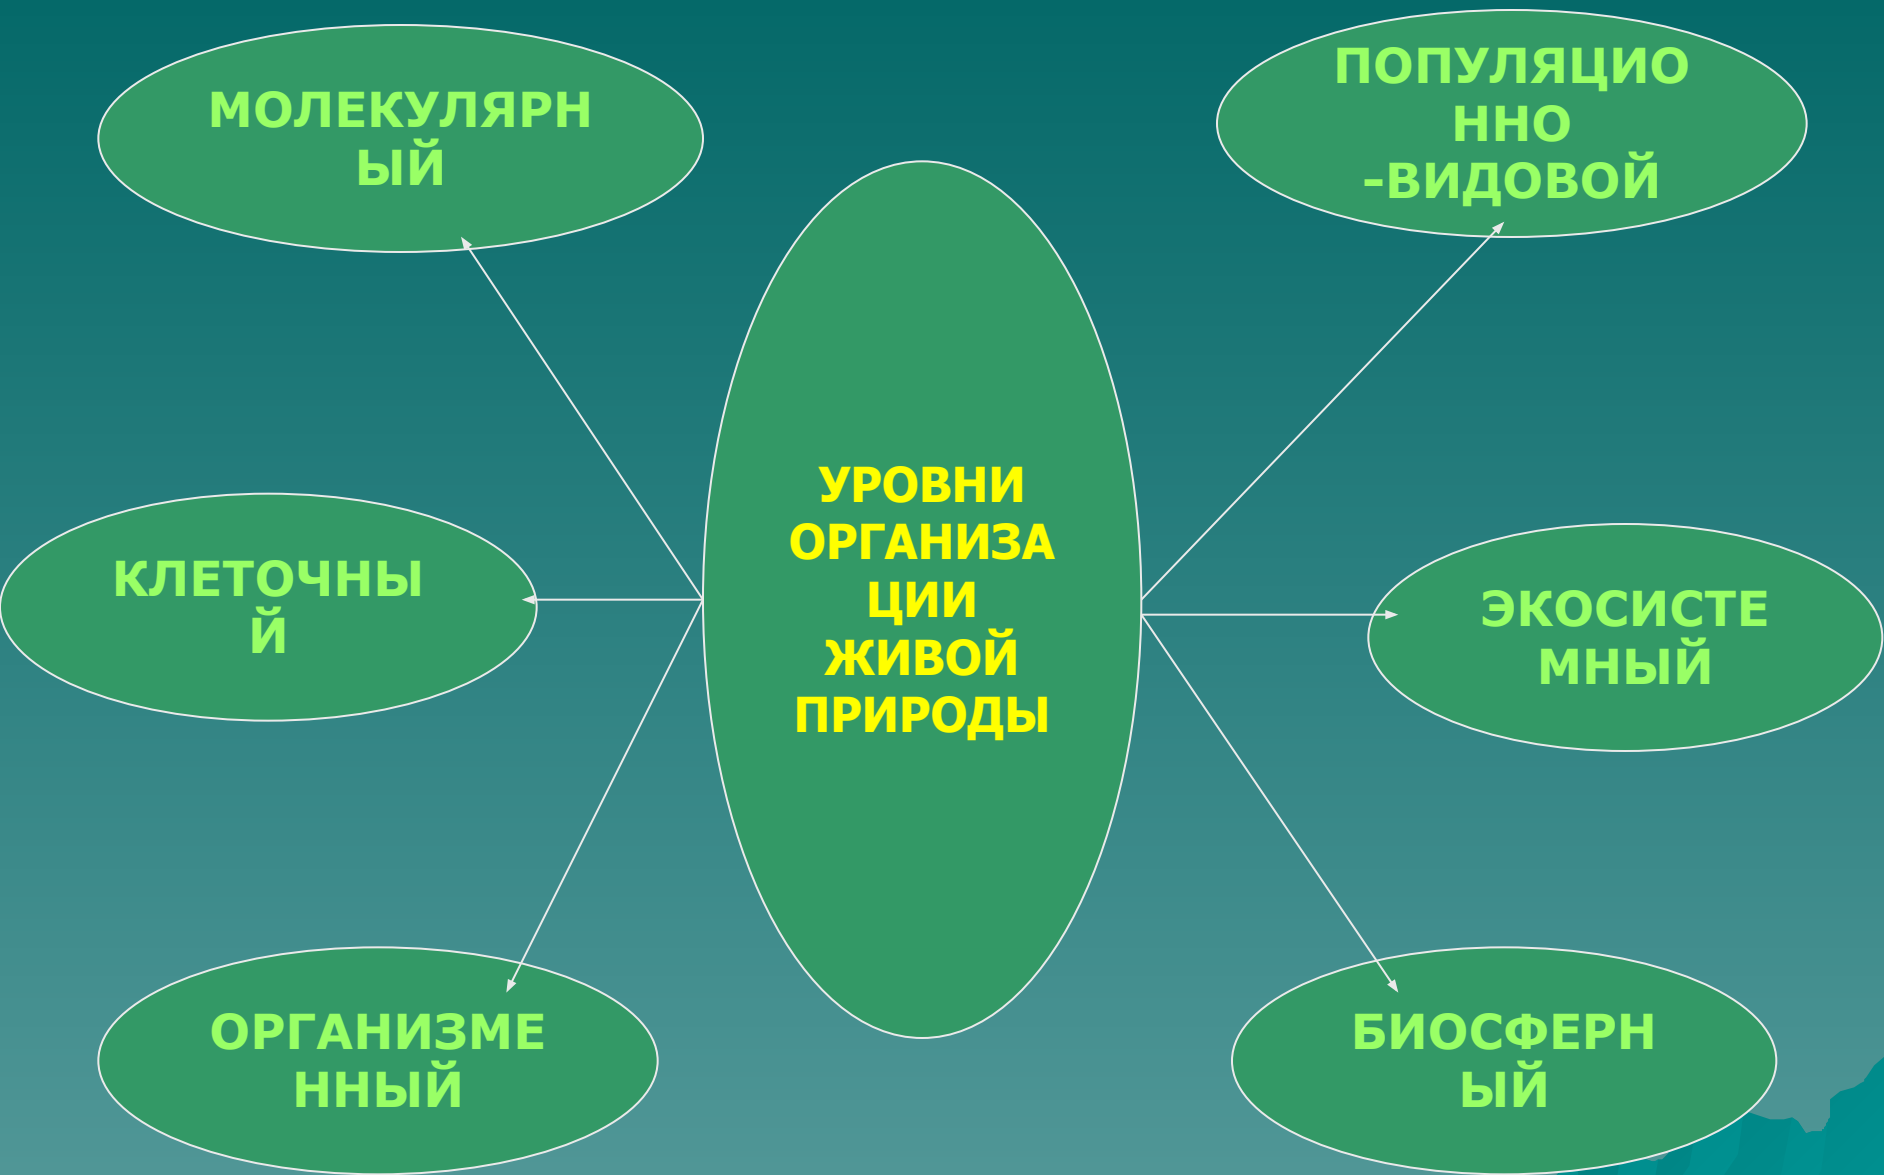 МОЛЕКУЛЯРН
ЫЙ
КЛЕТОЧНЫ
Й
ОРГАНИЗМЕ
ННЫЙ
УРОВНИ
ОРГАНИЗА
ЦИИ
ЖИВОЙ
ПРИРОДЫ
ПОПУЛЯЦИО
ННО
-ВИДОВОЙ
ЭКОСИСТЕ
МНЫЙ
БИОСФЕРН
ЫЙ